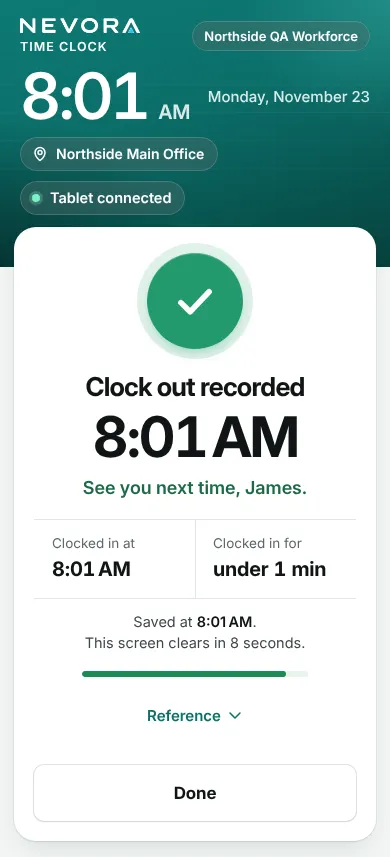 NEVORA
TIME CLOCK
Northside QA Workforce
8:01 AM
Monday, November 23
Northside Main Office
Tablet connected
Clock out recorded
8:01 AM
See you next time, James.
Clocked in at
8:01 AM
Clocked in for
under 1 min
Saved at 8:01 AM.
This screen clears in 8 seconds.
Reference
Done